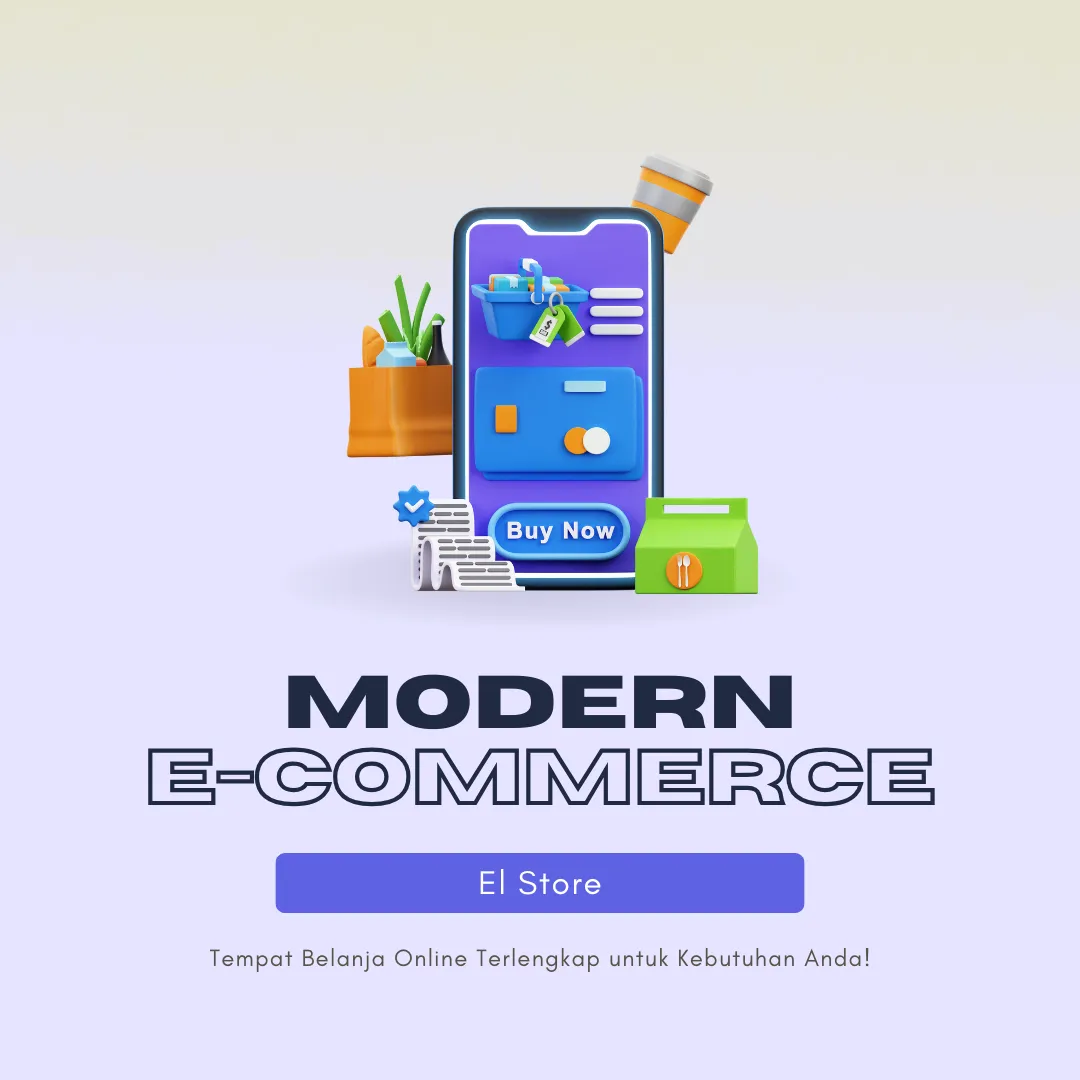 Buy Now
MODERN
E-COMMERCE
El Store
Tempat Belanja Online Terlengkap untuk Kebutuhan Anda!